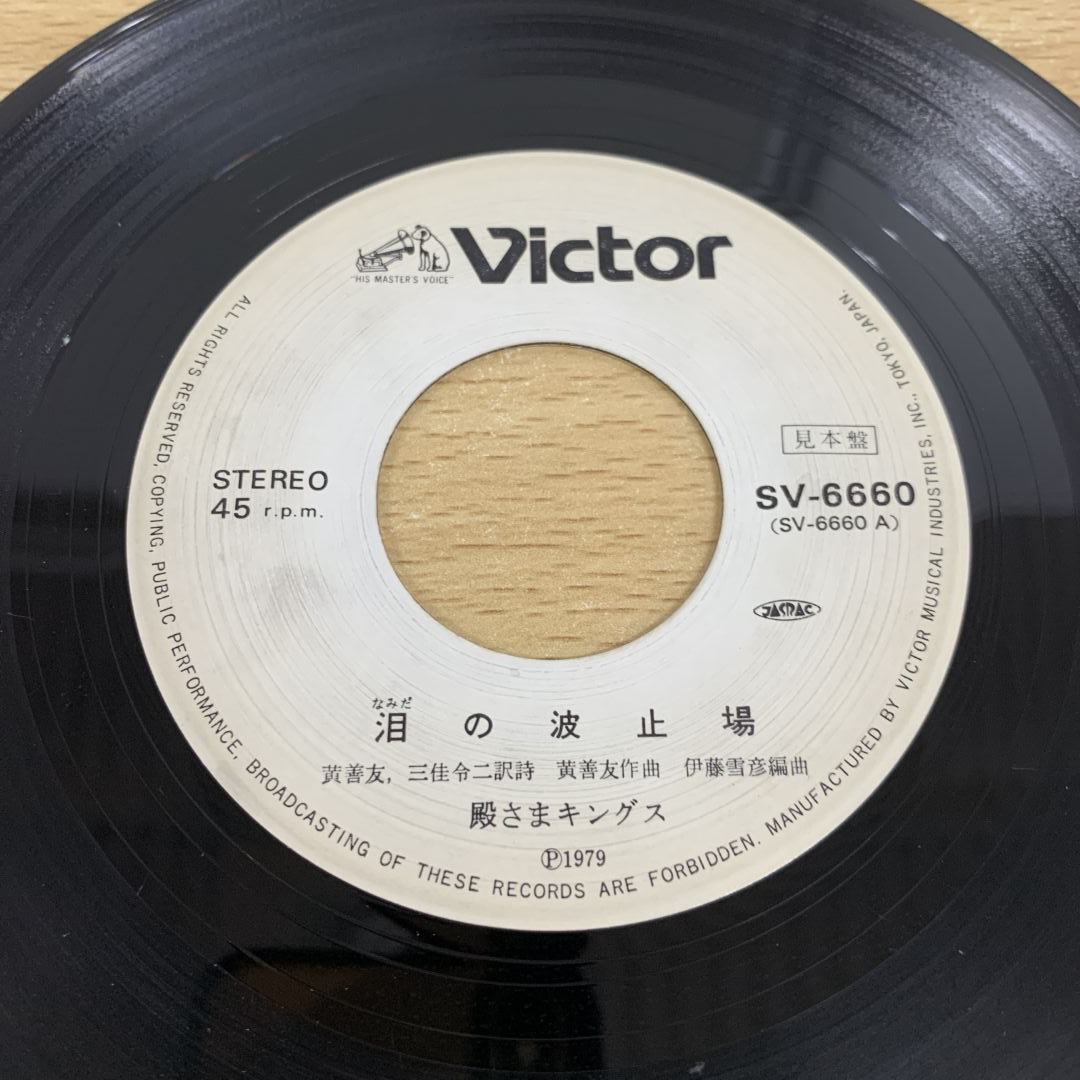 "HIS MASTER'S VOICE"
Victor
見本盤
STEREO
45 r.p.m.
SV-6660
(SV-6660 A)
JASRAC
なみだ
泪の波止場
黄善友, 三佳令二訳詩 黄善友作曲 伊藤雪彦編曲
殿さまキングス
Ⓟ1979
ALL RIGHTS RESERVED, COPYING, PUBLIC PERFORMANCE, BROADCASTING OF THESE RECORDS ARE FORBIDDEN. MANUFACTURED BY VICTOR MUSICAL INDUSTRIES, INC., TOKYO, JAPAN.